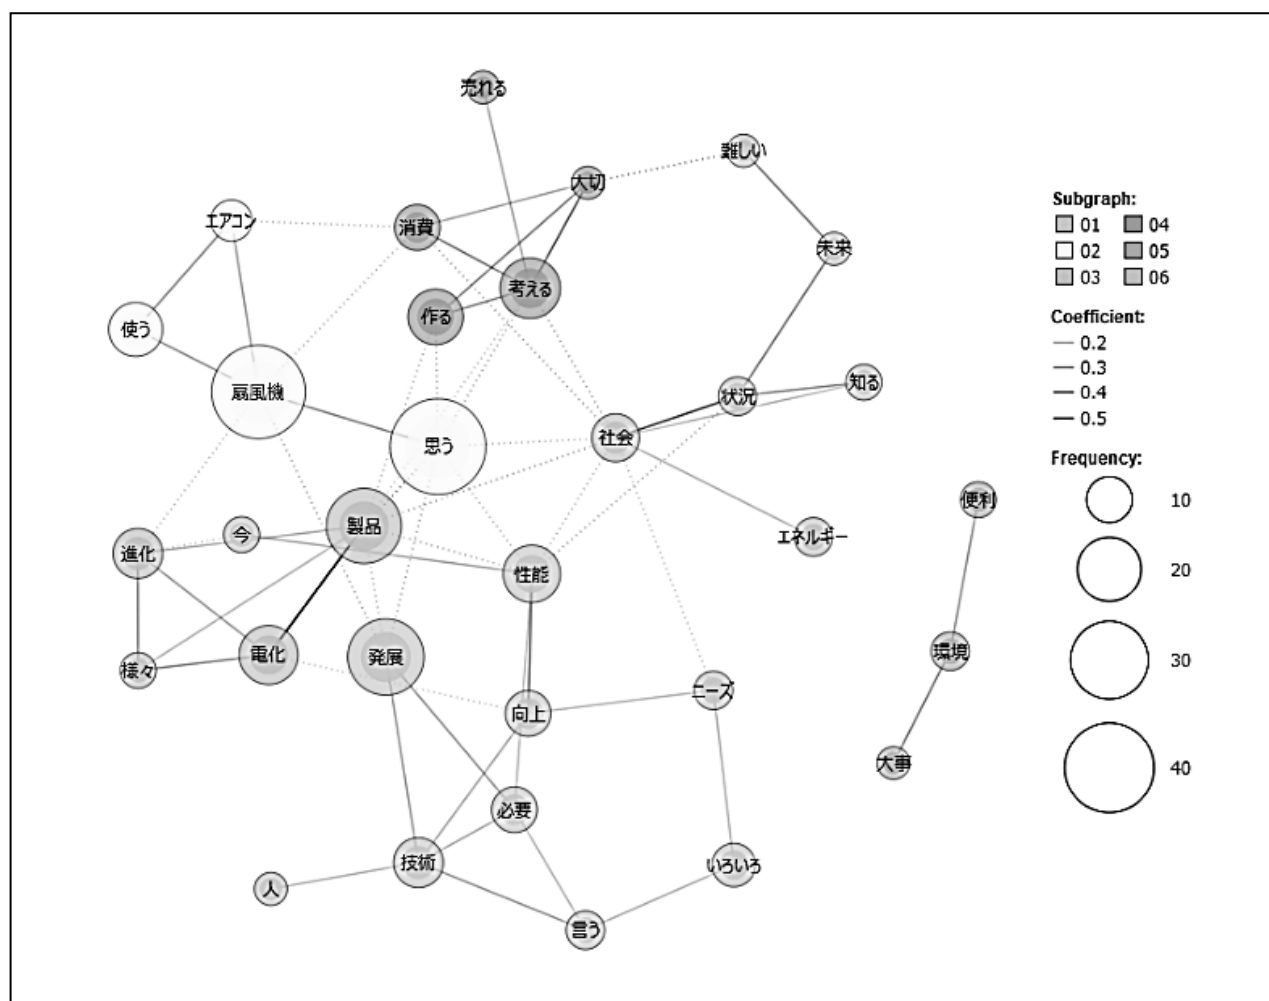 売れる
難しい
大切
エアコン
消費
未来
考える
作る
使う
扇風機
知る
状況
社会
思う
便利
製品
今
エネルギー
進化
性能
環境
電化
発展
様々
ニーズ
向上
大事
必要
技術
いろいろ
人
言う
Subgraph:
01 04
02 05
03 06
Coefficient:
0.2
0.3
0.4
0.5
Frequency:
10
20
30
40